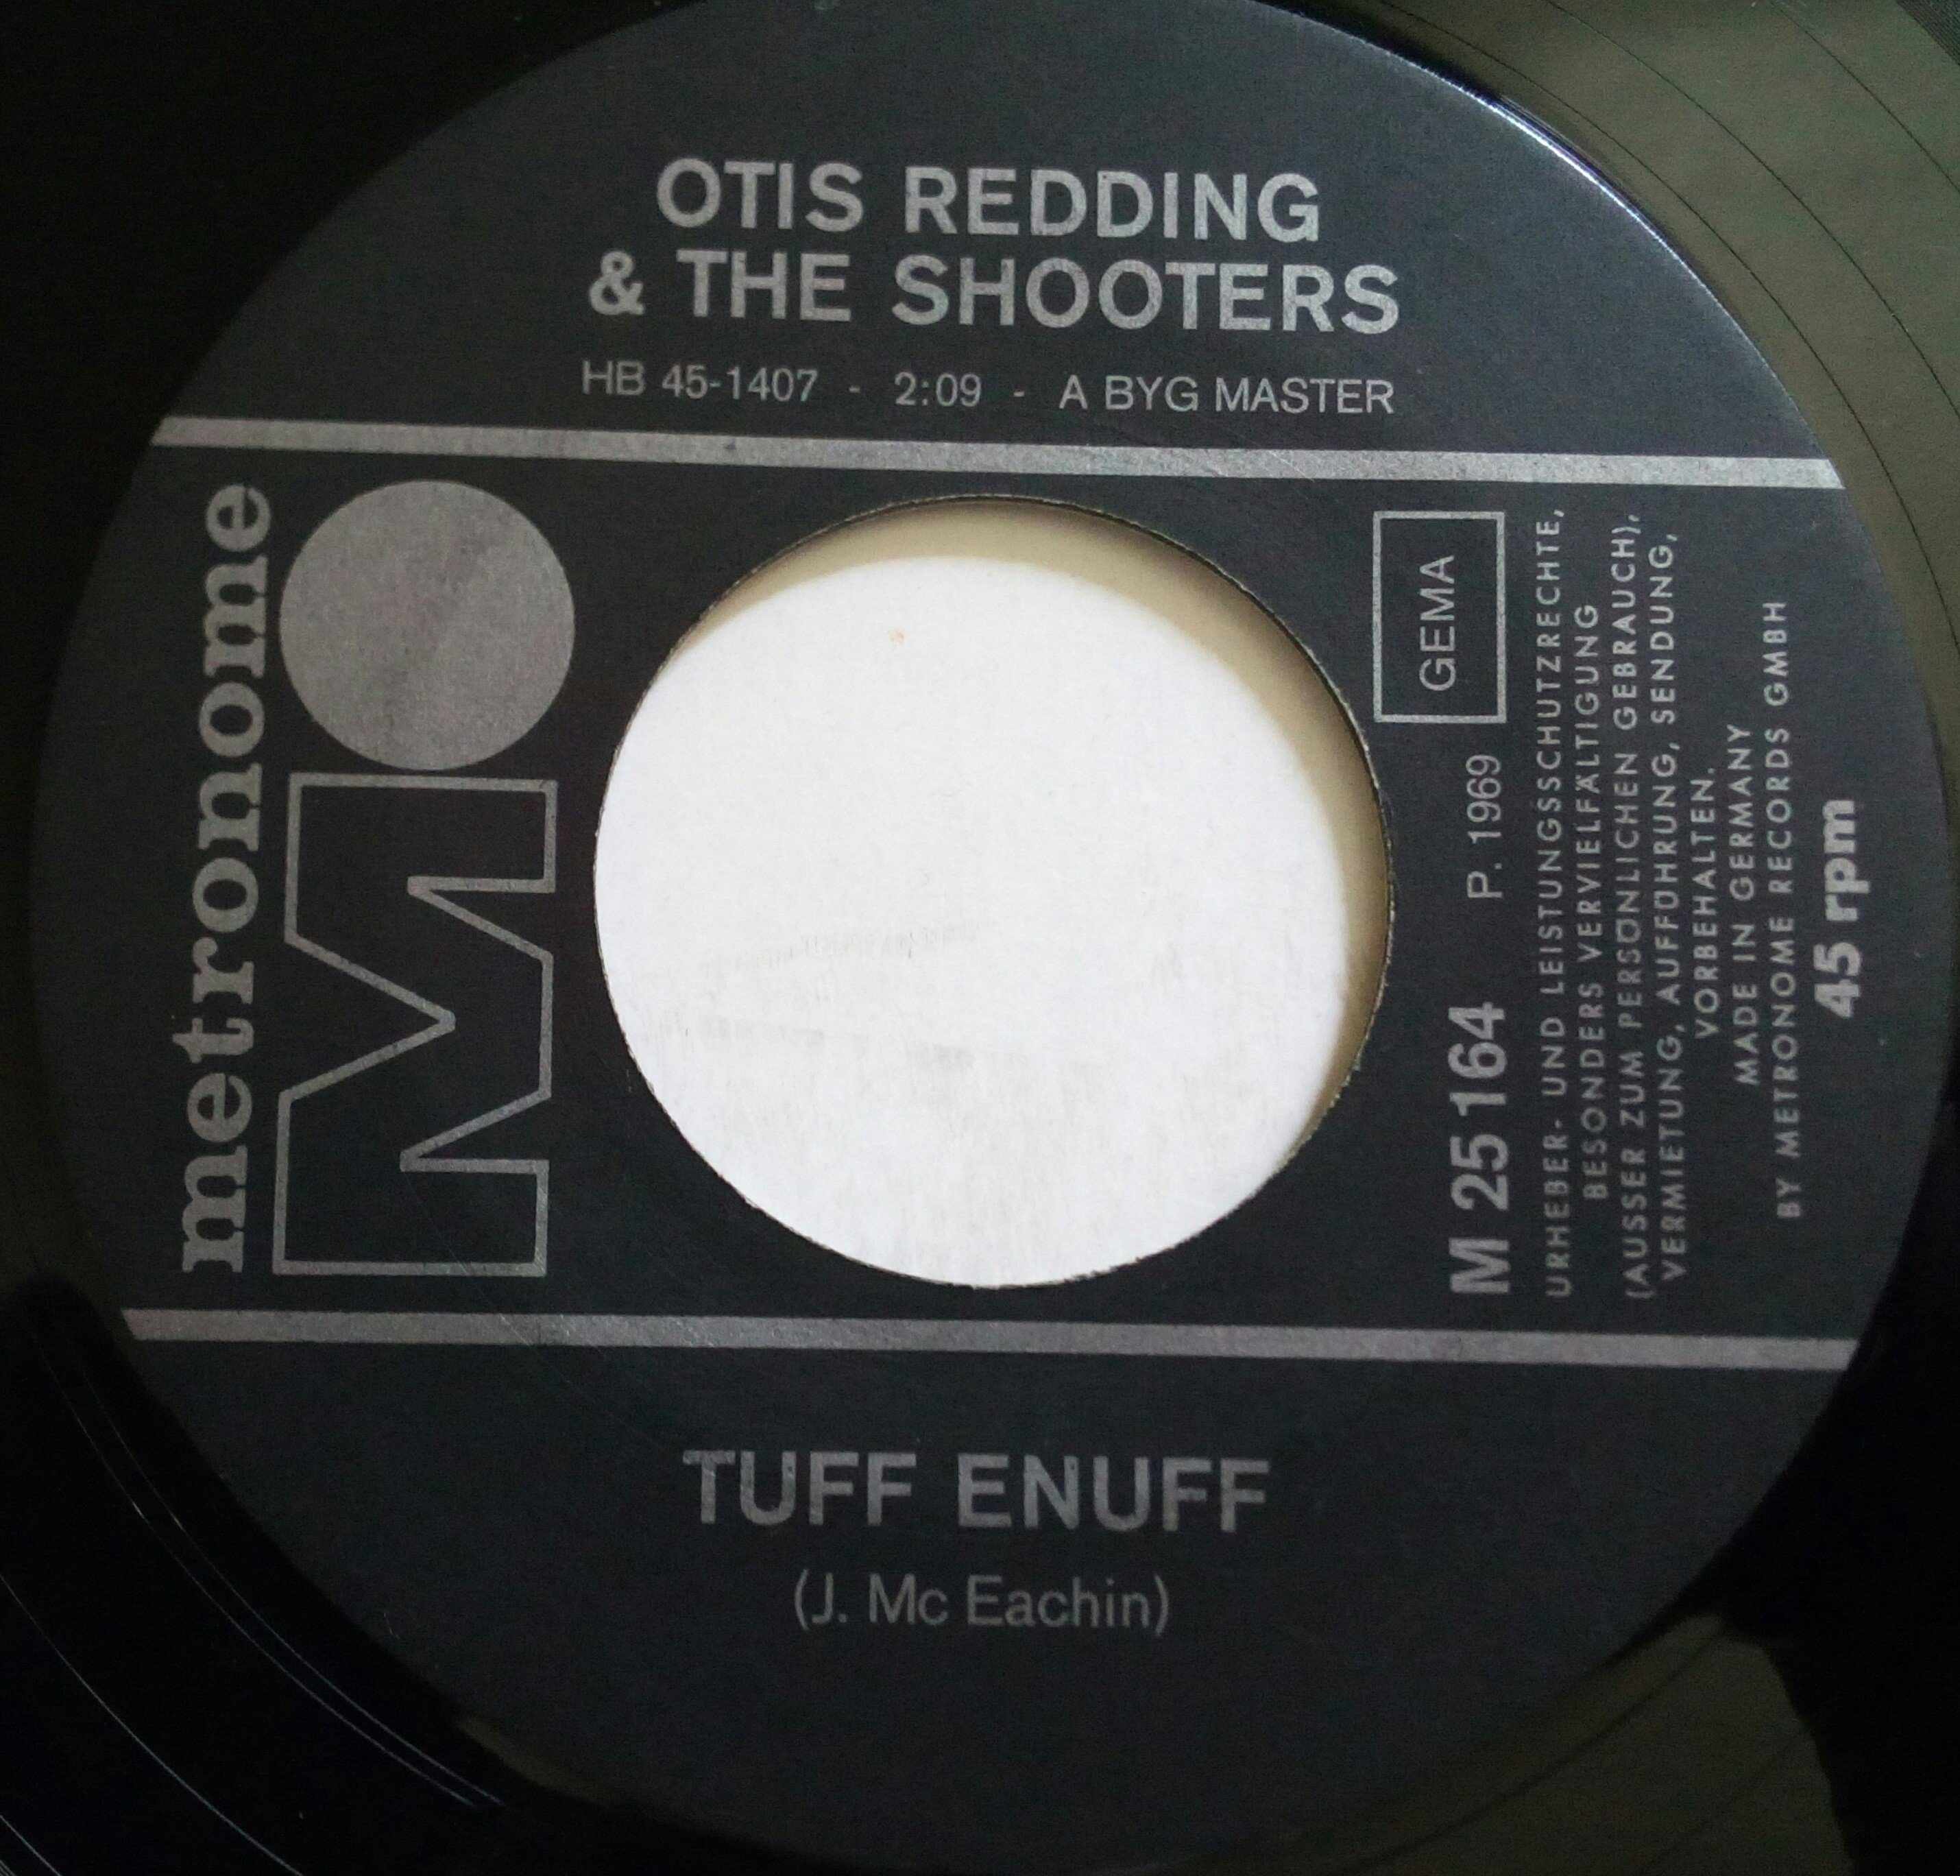 OTIS REDDING
& THE SHOOTERS
HB 45-1407 - 2:09 - A BYG MASTER
metronome
GEMA
P. 1969
M 25 164
URHEBER- UND LEISTUNGSSCHUTZRECHTE,
BESONDERS VERVIELFÄLTIGUNG
(AUSSER ZUM PERSÖNLICHEN GEBRAUCH),
VERMIETUNG, AUFFÜHRUNG, SENDUNG,
VORBEHALTEN.
MADE IN GERMANY
BY METRONOME RECORDS GMBH
45 rpm
TUFF ENUFF
(J. Mc Eachin)